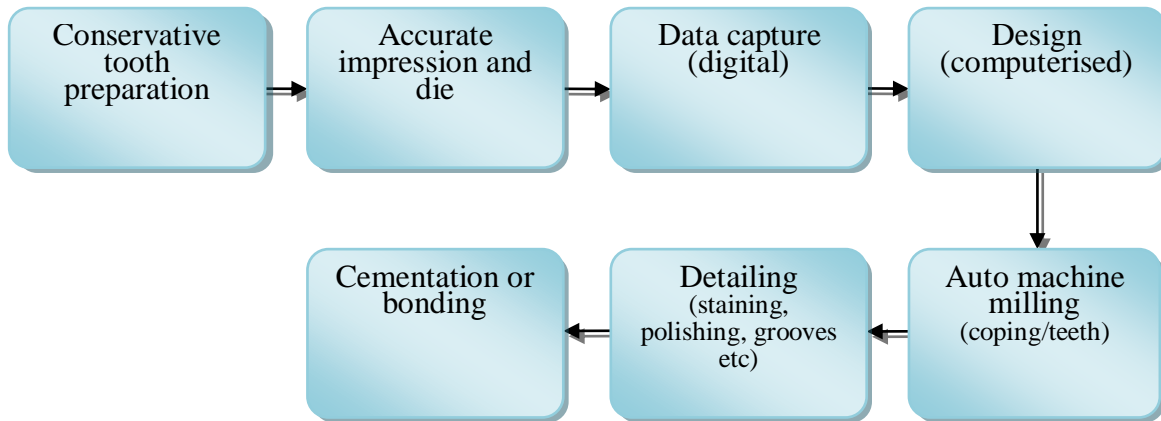 Conservative
tooth
preparation
Accurate
impression and
die
Data capture
(digital)
Design
(computerised)
Auto machine
milling
(coping/teeth)
Detailing
(staining,
polishing, grooves
etc)
Cementation or
bonding